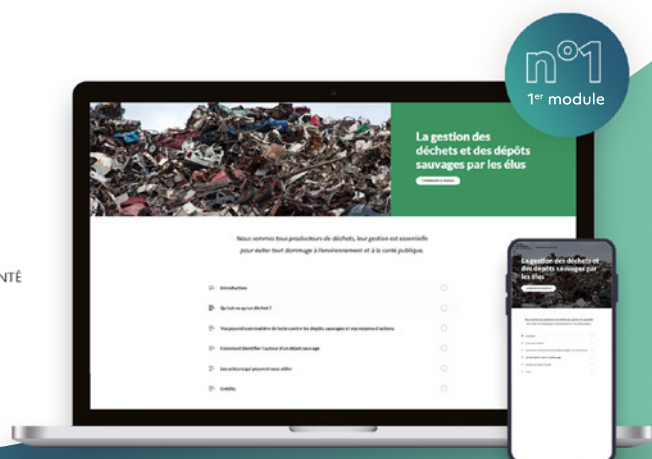 n°1
1er module
La gestion des
déchets et des dépôts
sauvages par les élus
Nous sommes tous producteurs de déchets, leur gestion est essentielle
pour éviter tout dommage à l'environnement et à la santé publique.
NTÉ
Introduction
Qu'est-ce qu'un déchet ?
Vos pouvoirs en matière de lutte contre les dépôts sauvages et vos moyens d'actions
Comment identifier l'auteur d'un dépôt sauvage
Les acteurs qui peuvent vous aider
Crédits
La gestion des déchets et
des dépôts sauvages par
les élus